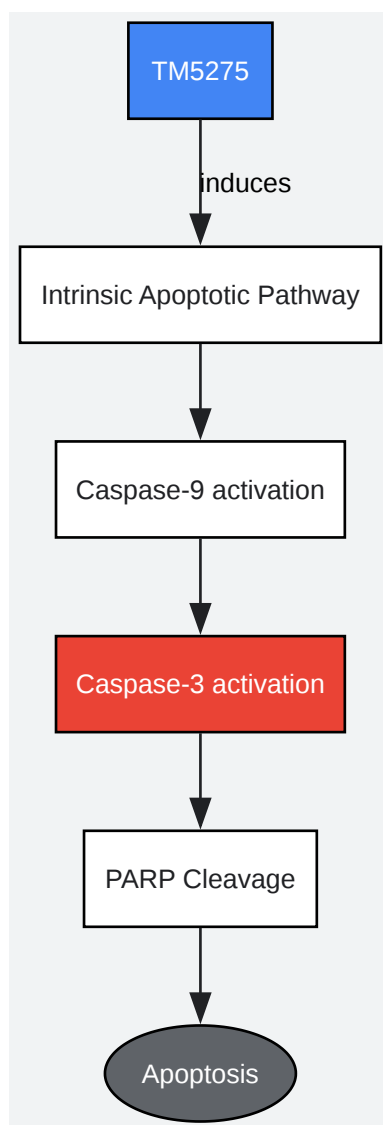 TM5275
induces
Intrinsic Apoptotic Pathway
Caspase-9 activation
Caspase-3 activation
PARP Cleavage
Apoptosis